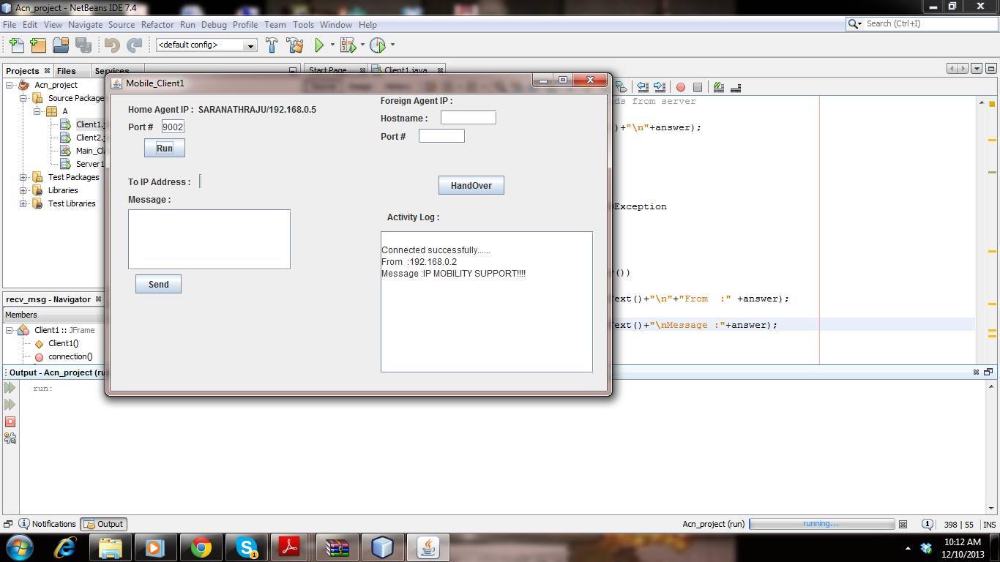 Acn_project - NetBeans IDE 7.4
File Edit View Navigate Source Refactor Run Debug Profile Team Tools Window Help
Search (Ctrl+I)
<default config>
Projects Files Services
Start Page Client1.java
Acn_project
Source Package
A
Client1.j
Client2.j
Main_Cla
Server1
Test Packages
Libraries
Test Libraries
Mobile_Client1
Home Agent IP : SARANATHRAJU/192.168.0.5
Port # 9002
Run
To IP Address :
Message :
Send
Foreign Agent IP :
Hostname :
Port #
HandOver
Activity Log :
Connected successfully......
From :192.168.0.2
Message :IP MOBILITY SUPPORT!!!!
ds from server
)+"\n"+answer);
Exception
())
ext()+"\n"+"From  :" +answer);
ext()+"\nMessage :"+answer);
recv_msg - Navigator
Members
Client1 :: JFrame
Client1()
connection()
Output - Acn_project (ru
run:
Notifications Output
Acn_project (run) running... 1 398 | 55 INS
1
10:12 AM
12/10/2013